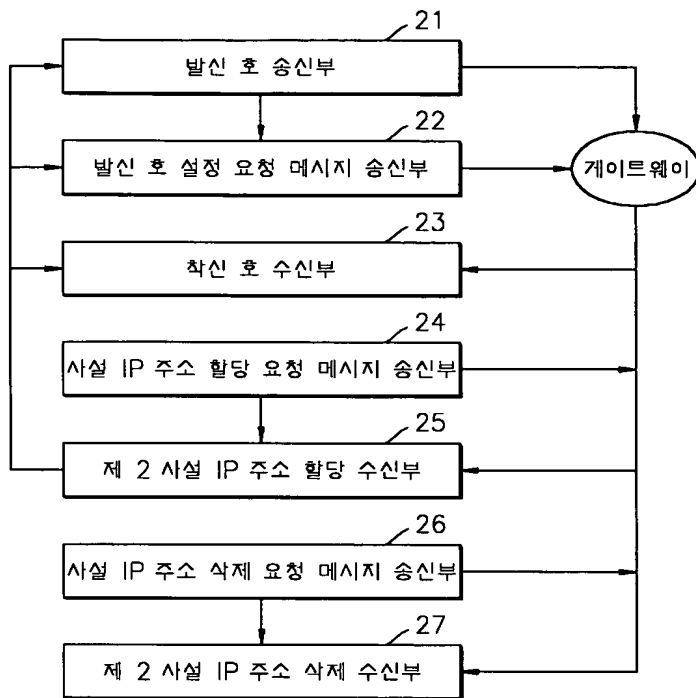 21
발신 호 송신부
22
발신 호 설정 요청 메시지 송신부
게이트웨이
23
착신 호 수신부
24
사설 IP 주소 할당 요청 메시지 송신부
25
제 2 사설 IP 주소 할당 수신부
26
사설 IP 주소 삭제 요청 메시지 송신부
27
제 2 사설 IP 주소 삭제 수신부